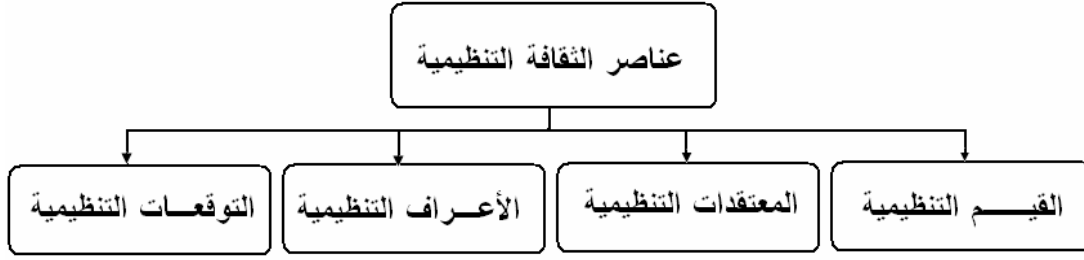 عناصر الثقافة التنظيمية
القيم التنظيمية
المعتقدات التنظيمية
الأعراف التنظيمية
التوقعات التنظيمية